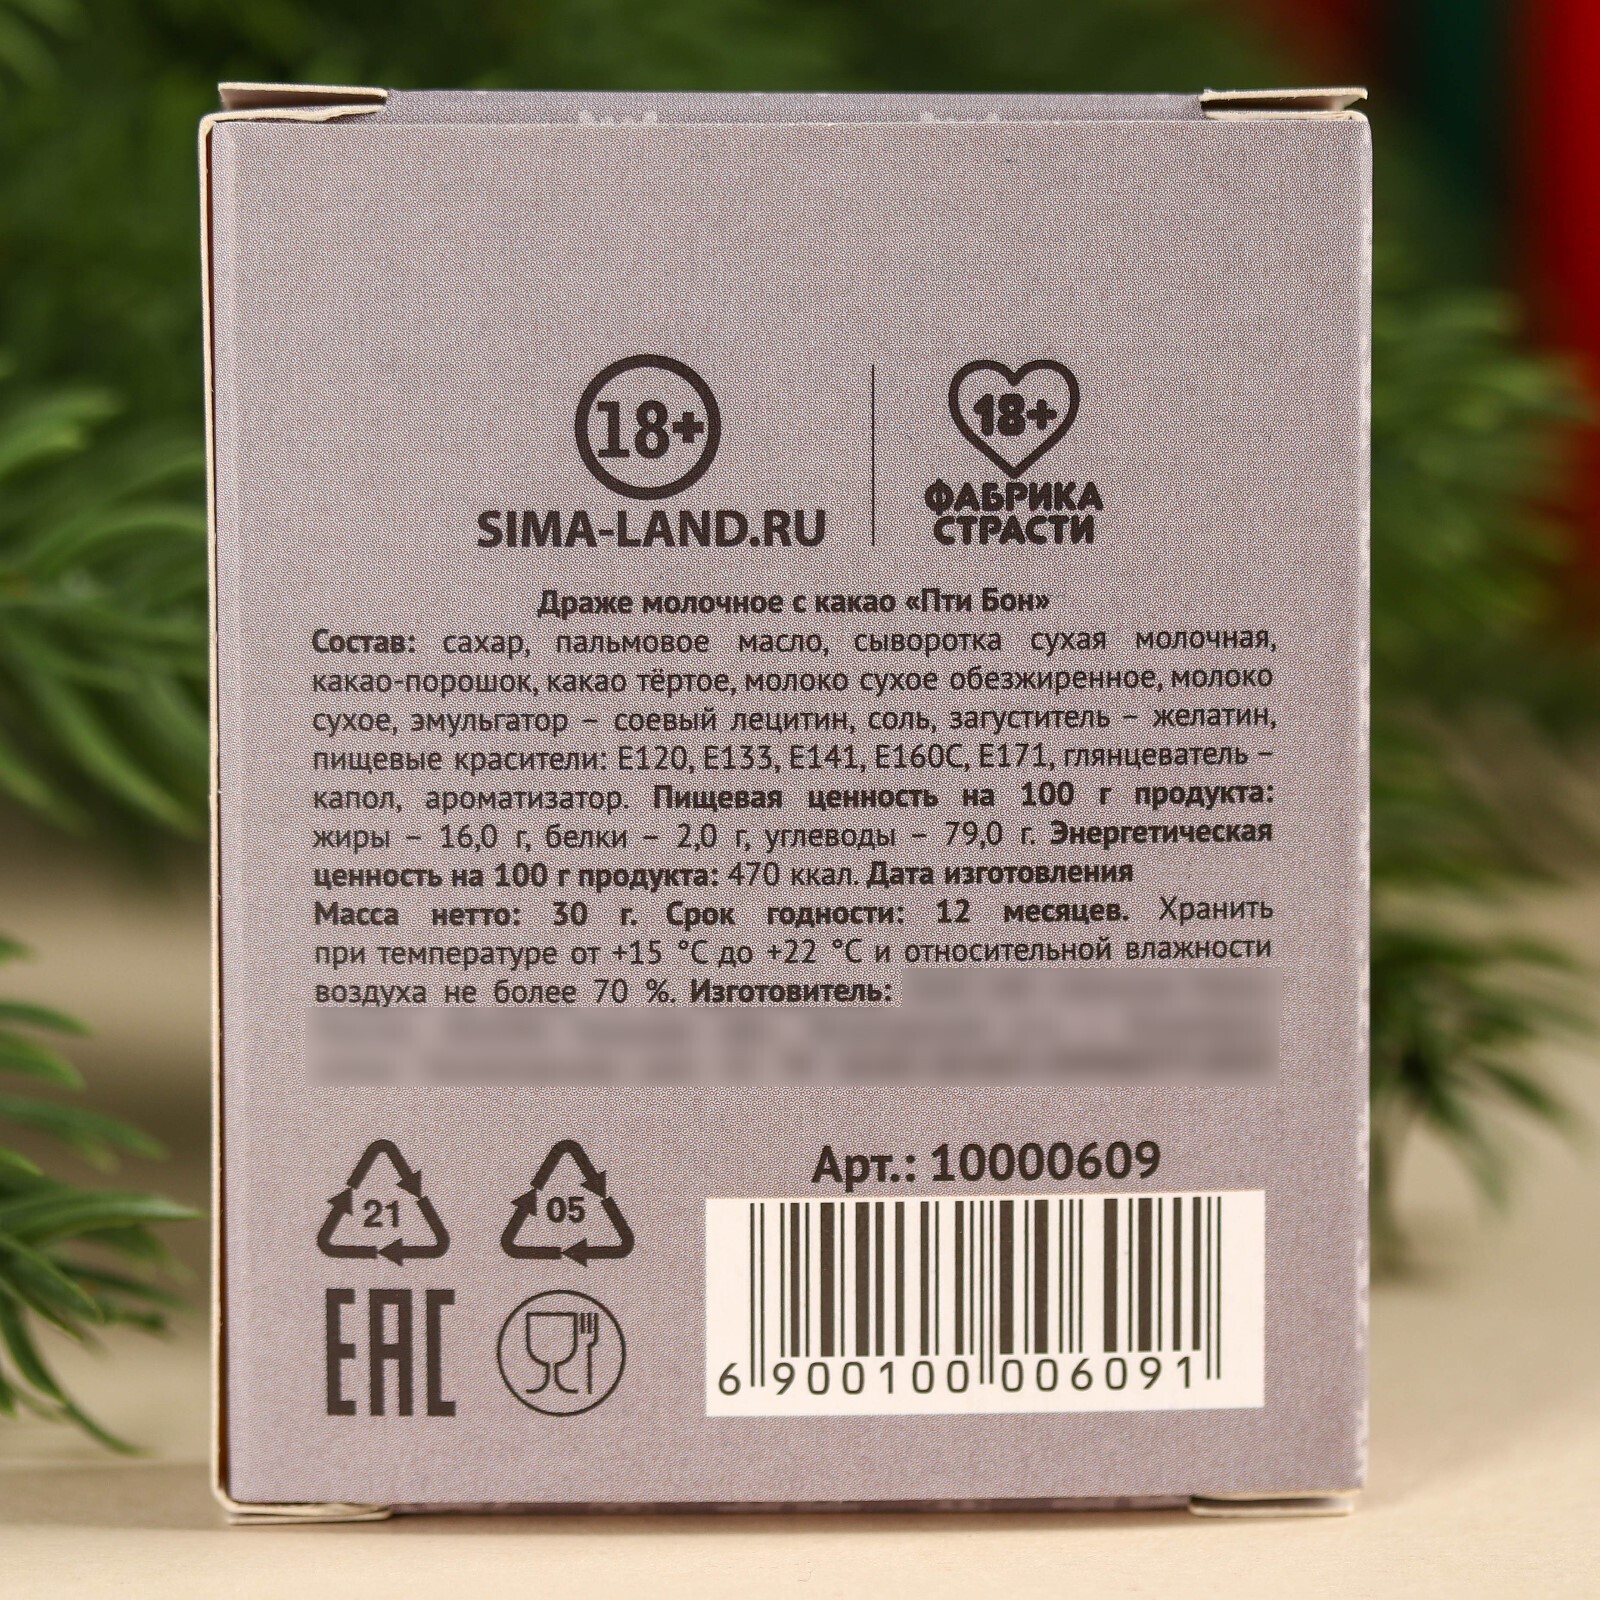 18+
SIMA-LAND.RU
18+
ФАБРИКА
СТРАСТИ
Драже молочное с какао «Пти Бон»
Состав: сахар, пальмовое масло, сыворотка сухая молочная,
какао-порошок, какао тёртое, молоко сухое обезжиренное, молоко
сухое, эмульгатор – соевый лецитин, соль, загуститель – желатин,
пищевые красители: Е120, Е133, Е141, Е160С, Е171, глянцеватель –
капол, ароматизатор. Пищевая ценность на 100 г продукта:
жиры – 16,0 г, белки – 2,0 г, углеводы – 79,0 г. Энергетическая
ценность на 100 г продукта: 470 ккал. Дата изготовления
Масса нетто: 30 г. Срок годности: 12 месяцев. Хранить
при температуре от +15 °С до +22 °С и относительной влажности
воздуха не более 70 %. Изготовитель:
21
05
EAC
Арт.: 10000609
6 900100 006091